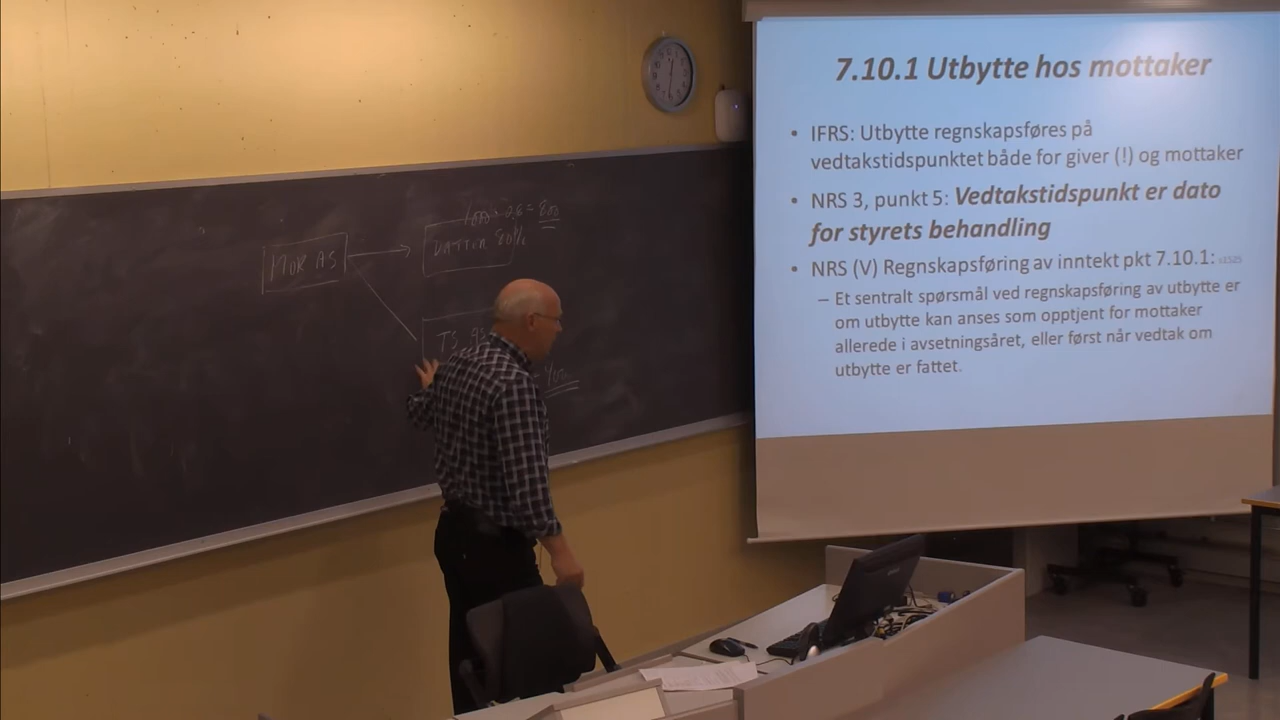 7.10.1 Utbytte hos mottaker
• IFRS: Utbytte regnskapsføres på
vedtakstidspunktet både for giver (!) og mottaker
• NRS 3, punkt 5: Vedtakstidspunkt er dato
for styrets behandling
• NRS (V) Regnskapsføring av inntekt pkt 7.10.1:
– Et sentralt spørsmål ved regnskapsføring av utbytte er
om utbytte kan anses som opptjent for mottaker
allerede i avsetningsåret, eller først når vedtak om
utbytte er fattet.
1000 · 0,8 = 800
MOR AS
DATTER 80%
TS AS